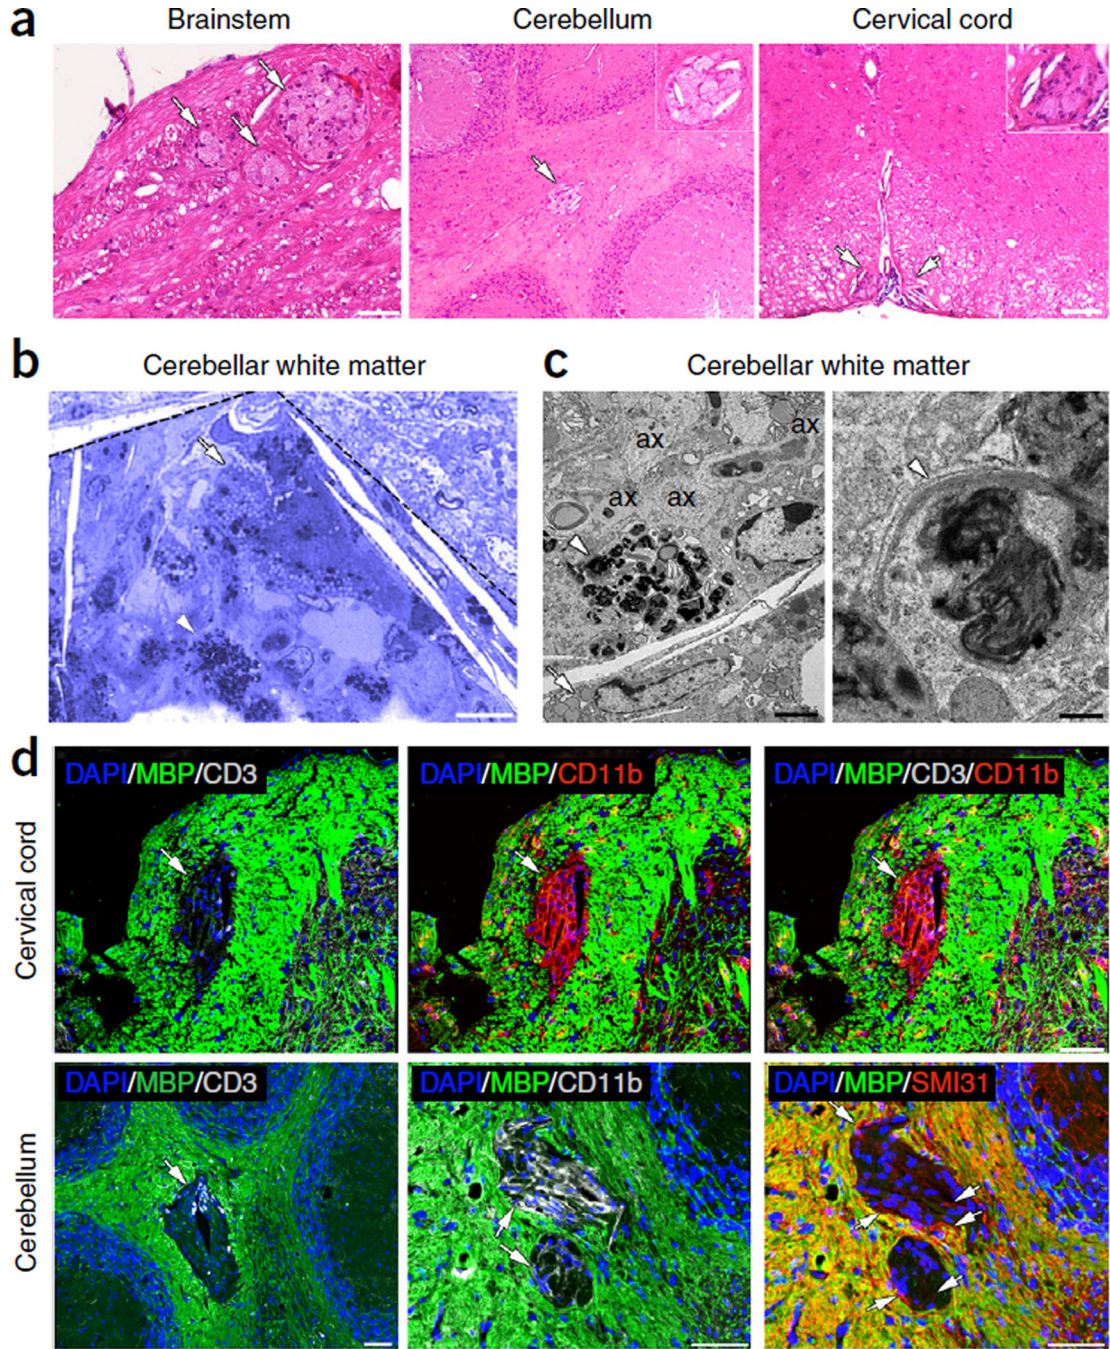 a
Brainstem
Cerebellum
Cervical cord
b
Cerebellar white matter
c
Cerebellar white matter
ax
ax
ax
ax
d
Cervical cord
DAPI/MBP/CD3
DAPI/MBP/CD11b
DAPI/MBP/CD3/CD11b
Cerebellum
DAPI/MBP/CD3
DAPI/MBP/CD11b
DAPI/MBP/SMI31